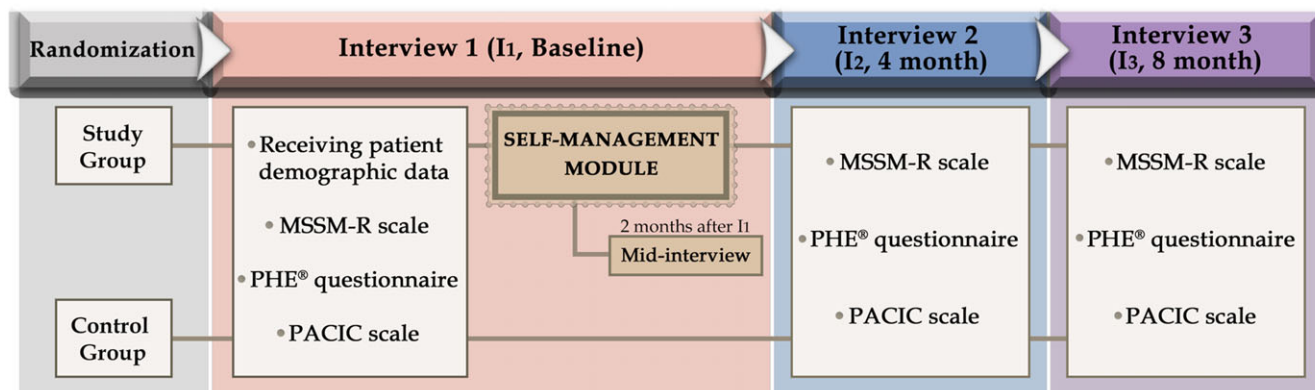 Randomization
Interview 1 (I1, Baseline)
Interview 2
(I2, 4 month)
Interview 3
(I3, 8 month)
Study
Group
Control
Group
• Receiving patient
demographic data
• MSSM-R scale
• PHE® questionnaire
• PACIC scale
SELF-MANAGEMENT
MODULE
2 months after I1
Mid-interview
• MSSM-R scale
• PHE® questionnaire
• PACIC scale
• MSSM-R scale
• PHE® questionnaire
• PACIC scale